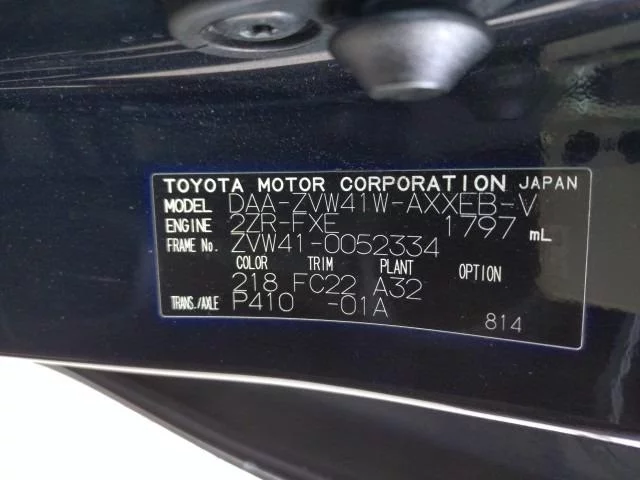 TOYOTA MOTOR CORPORATION JAPAN
MODEL DAA-ZVW41W-AXXEB-V
ENGINE 2ZR-FXE 1797 mL
FRAME No. ZVW41-0052334
COLOR TRIM PLANT OPTION
218 FC22 A32
TRANS./AXLE P410 -01A
814